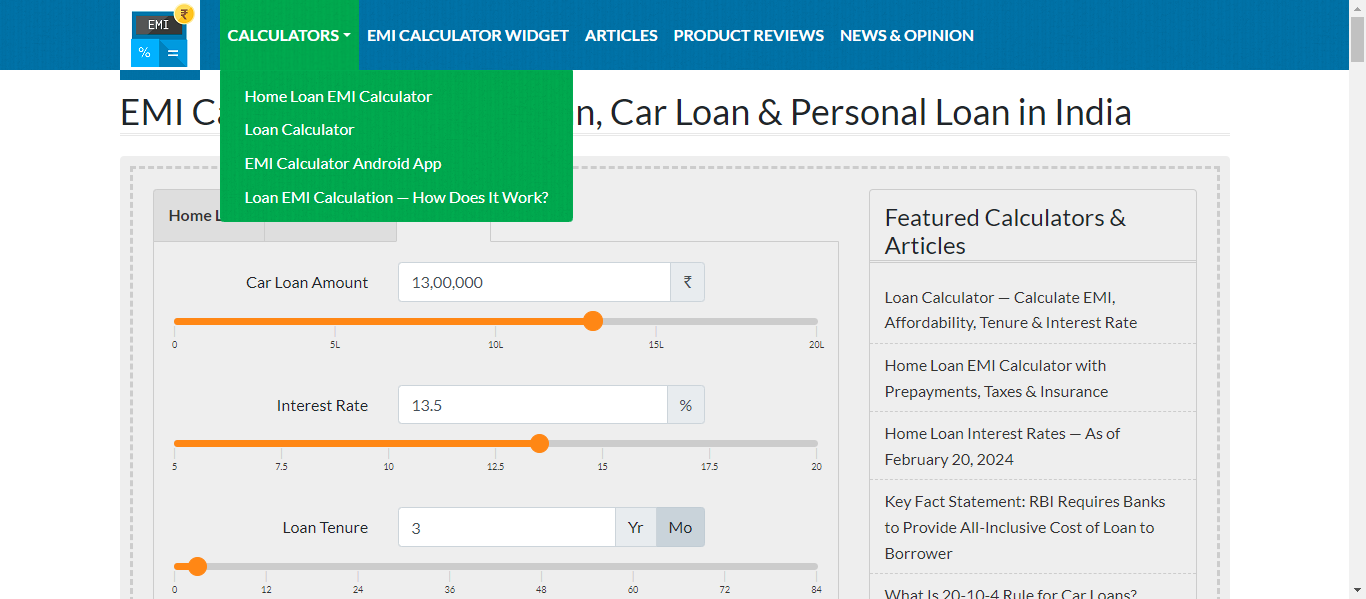 EMI
₹
%
=
CALCULATORS
EMI CALCULATOR WIDGET
ARTICLES
PRODUCT REVIEWS
NEWS & OPINION
Home Loan EMI Calculator
Loan Calculator
EMI Calculator Android App
Loan EMI Calculation — How Does It Work?
EMI n, Car Loan & Personal Loan in India
Home
Car Loan Amount
13,00,000
₹
0 5L 10L 15L 20L
Interest Rate
13.5
%
5 7.5 10 12.5 15 17.5 20
Loan Tenure
3
Yr
Mo
0 12 24 36 48 60 72 84
Featured Calculators &
Articles
Loan Calculator — Calculate EMI,
Affordability, Tenure & Interest Rate
Home Loan EMI Calculator with
Prepayments, Taxes & Insurance
Home Loan Interest Rates — As of
February 20, 2024
Key Fact Statement: RBI Requires Banks
to Provide All-Inclusive Cost of Loan to
Borrower
What Is 20-10-4 Rule for Car Loans?